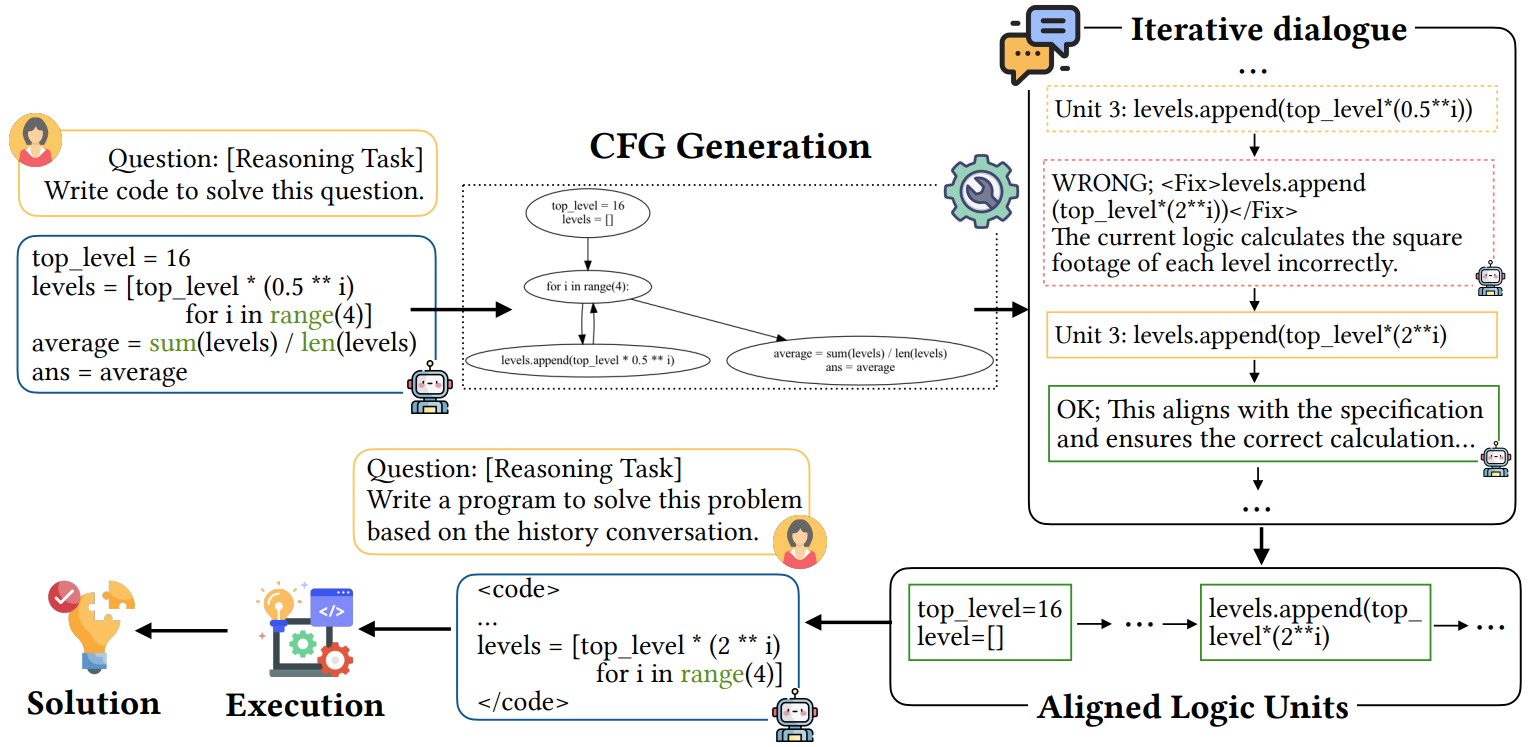 Question: [Reasoning Task]
Write code to solve this question.
top_level = 16
levels = [top_level * (0.5 ** i)
for i in range(4)]
average = sum(levels) / len(levels)
ans = average
CFG Generation
top_level = 16
levels = []
for i in range(4):
levels.append(top_level * 0.5 ** i)
average = sum(levels) / len(levels)
ans = average
Iterative dialogue
...
Unit 3: levels.append(top_level*(0.5**i))
WRONG; <Fix>levels.append
(top_level*(2**i))</Fix>
The current logic calculates the square
footage of each level incorrectly.
Unit 3: levels.append(top_level*(2**i)
OK; This aligns with the specification
and ensures the correct calculation...
...
top_level=16
level=[]
...
levels.append(top_
level*(2**i)
...
Aligned Logic Units
Question: [Reasoning Task]
Write a program to solve this problem
based on the history conversation.
<code>
...
levels = [top_level * (2 ** i)
for i in range(4)]
</code>
</>
Execution
Solution